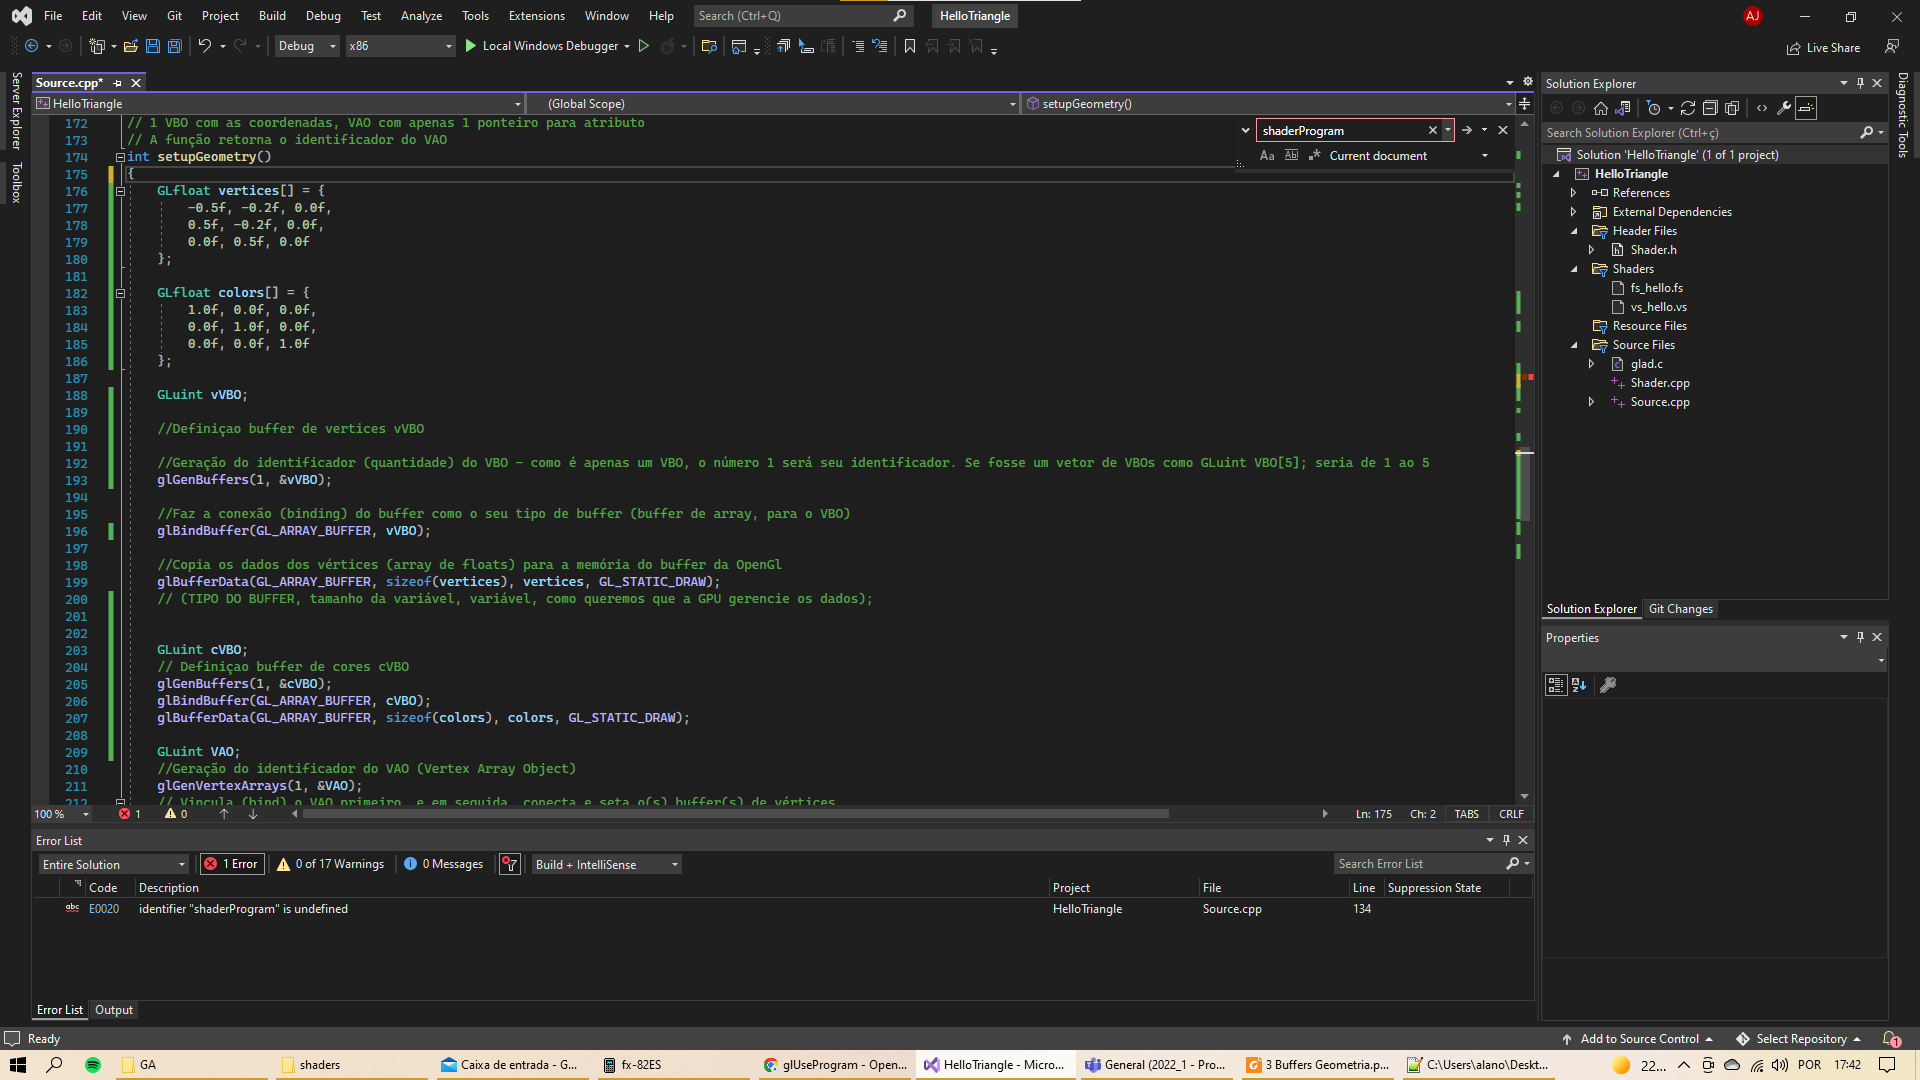 File Edit View Git Project Build Debug Test Analyze Tools Extensions Window Help Search (Ctrl+Q) HelloTriangle AJ
Debug x86 Local Windows Debugger Live Share
Server Explorer
Toolbox
Source.cpp*
HelloTriangle (Global Scope) setupGeometry()
shaderProgram
Aa Ab Current document
172 // 1 VBO com as coordenadas, VAO com apenas 1 ponteiro para atributo
173 // A função retorna o identificador do VAO
174 int setupGeometry()
175 {
176 GLfloat vertices[] = {
177 -0.5f, -0.2f, 0.0f,
178 0.5f, -0.2f, 0.0f,
179 0.0f, 0.5f, 0.0f
180 };
181
182 GLfloat colors[] = {
183 1.0f, 0.0f, 0.0f,
184 0.0f, 1.0f, 0.0f,
185 0.0f, 0.0f, 1.0f
186 };
187
188 GLuint vVBO;
189
190 //Definiçao buffer de vertices vVBO
191
192 //Geração do identificador (quantidade) do VBO - como é apenas um VBO, o número 1 será seu identificador. Se fosse um vetor de VBOs como GLuint VBO[5]; seria de 1 ao 5
193 glGenBuffers(1, &vVBO);
194
195 //Faz a conexão (binding) do buffer como o seu tipo de buffer (buffer de array, para o VBO)
196 glBindBuffer(GL_ARRAY_BUFFER, vVBO);
197
198 //Copia os dados dos vértices (array de floats) para a memória do buffer da OpenGl
199 glBufferData(GL_ARRAY_BUFFER, sizeof(vertices), vertices, GL_STATIC_DRAW);
200 // (TIPO DO BUFFER, tamanho da variável, variável, como queremos que a GPU gerencie os dados);
201
202
203 GLuint cVBO;
204 // Definiçao buffer de cores cVBO
205 glGenBuffers(1, &cVBO);
206 glBindBuffer(GL_ARRAY_BUFFER, cVBO);
207 glBufferData(GL_ARRAY_BUFFER, sizeof(colors), colors, GL_STATIC_DRAW);
208
209 GLuint VAO;
210 //Geração do identificador do VAO (Vertex Array Object)
211 glGenVertexArrays(1, &VAO);
212 // Vincula (bind) o VAO primeiro, e em seguida, conecta e seta o(s) buffer(s) de vértices
100 % 1 0 Ln: 175 Ch: 2 TABS CRLF
Error List
Entire Solution 1 Error 0 of 17 Warnings 0 Messages Build + IntelliSense Search Error List
Code Description Project File Line Suppression State
abc E0020 identifier "shaderProgram" is undefined HelloTriangle Source.cpp 134
Error List Output
Solution Explorer
Search Solution Explorer (Ctrl+ç)
Solution 'HelloTriangle' (1 of 1 project)
HelloTriangle
References
External Dependencies
Header Files
Shader.h
Shaders
fs_hello.fs
vs_hello.vs
Resource Files
Source Files
glad.c
Shader.cpp
Source.cpp
Solution Explorer Git Changes
Properties
Diagnostic Tools
Ready Add to Source Control Select Repository 1
GA shaders Caixa de entrada - G... fx-82ES glUseProgram - Open... HelloTriangle - Micro... General (2022_1 - Pro... 3 Buffers Geometria.p... C:\Users\alano\Deskt... 22... POR 17:42